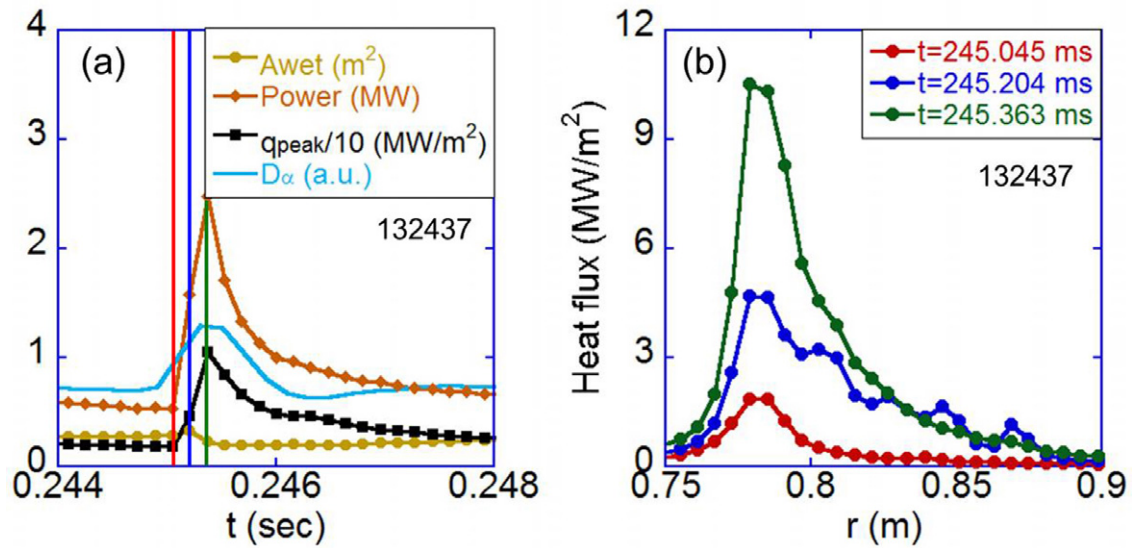 (a)
Awet (m²)
Power (MW)
qpeak/10 (MW/m²)
Dα (a.u.)
132437
4
3
2
1
0
0.244
0.246
0.248
t (sec)
(b)
t=245.045 ms
t=245.204 ms
t=245.363 ms
132437
Heat flux (MW/m²)
12
9
6
3
0
0.75
0.8
0.85
0.9
r (m)